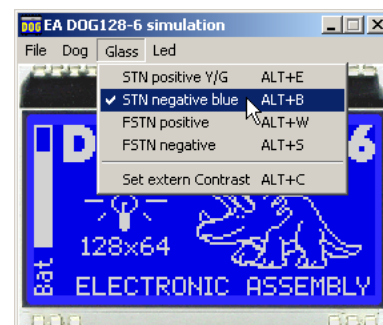 DOG EA DOG128-6 simulation
File Dog Glass Led
STN positive Y/G ALT+E
✓ STN negative blue ALT+B
FSTN positive ALT+W
FSTN negative ALT+S
Set extern Contrast ALT+C
D 6
128x64
Bat
ELECTRONIC ASSEMBLY